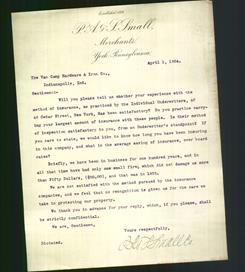 P. A. & S. Small,
Merchants,
York, Pennsylvania,
April 2, 1904.
The Van Camp Hardware & Iron Co.,
Indianapolis, Ind.
Gentlemen:-
Will you please tell us whether your experience with the
method of insurance, as practiced by the Individual Underwriters, of
Cedar Street, New York, has been satisfactory? Do you practice carry-
ing your largest amount of insurance with these people. Is their method
of inspection satisfactory to you, from an Underwriter's standpoint? If
you care to state, we would like to know how long you have been insuring
in this company, and what is the average saving of insurance, over board
rates?
Briefly, we have been in business for one hundred years, and in
all that time have had only one small fire, which did not damage us more
than Fifty Dollars, and that was in
We are not satisfied with the method pursued by the insurance
companies, and we feel that no recognition is given us for the care we
take in protecting our property.
We thank you in advance for your reply, which, if you please, shall
be strictly confidential.
We are, Gentlemen,
Yours respectfully,
Dictated.
P. A. & S. Small Co.